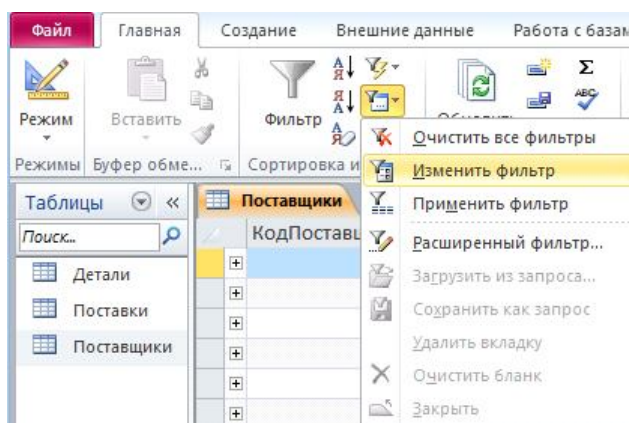 Файл Главная Создание Внешние данные Работа с базам
Режим Вставить Фильтр
А
Я
Я
А
А
Я
Σ
ABC
Режимы Буфер обме... Сортировка и
Очистить все фильтры
Изменить фильтр
Применить фильтр
Расширенный фильтр...
Загрузить из запроса...
Сохранить как запрос
Удалить вкладку
Очистить бланк
Закрыть
Таблицы «
Поиск...
Детали
Поставки
Поставщики
Поставщики
КодПоставщ